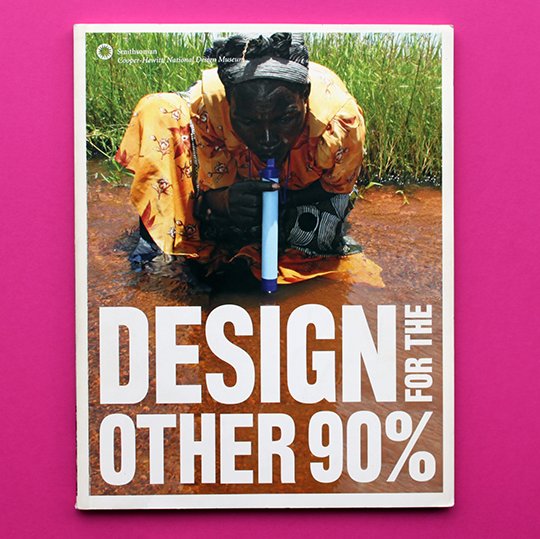 Smithsonian
Cooper-Hewitt, National Design Museum
DESIGN
FOR THE
OTHER 90%